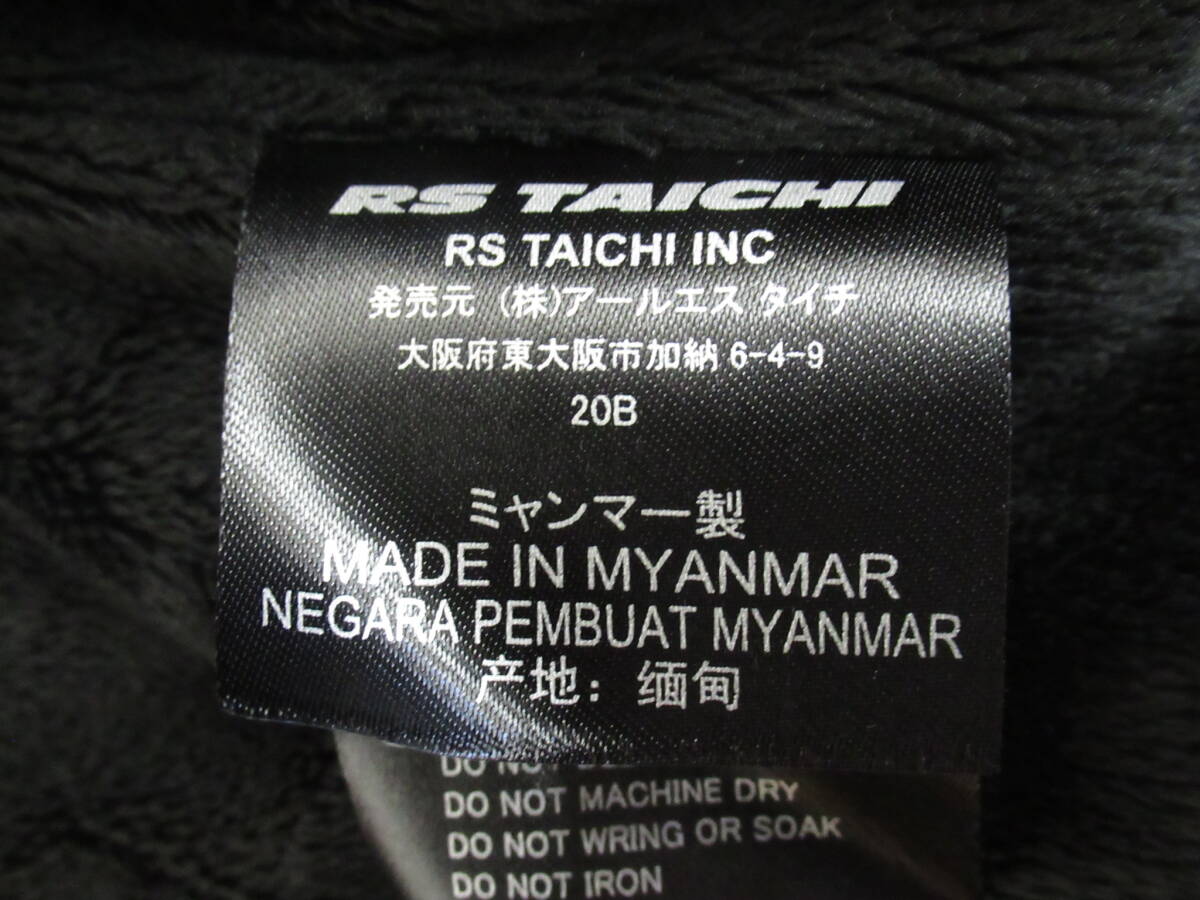 RS TAICHI
RS TAICHI INC
発売元 (株)アールエス タイチ
大阪府東大阪市加納 6-4-9
20B
ミャンマー製
MADE IN MYANMAR
NEGARA PEMBUAT MYANMAR
产地: 缅甸
DO NOT
DO NOT MACHINE DRY
DO NOT WRING OR SOAK
DO NOT IRON